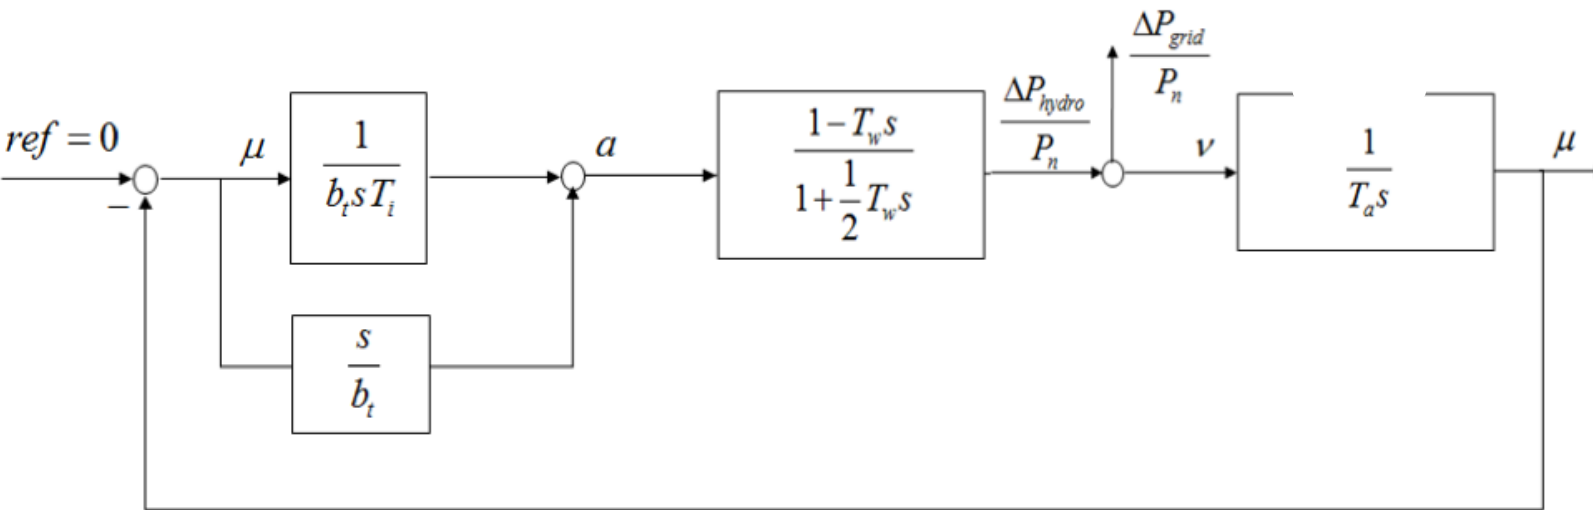 ref = 0
−
μ
1
b_t s T_i
s
b_t
a
1 − T_w s
1 + 1/2 T_w s
ΔP_hydro
P_n
ΔP_grid
P_n
ν
1
T_a s
μ